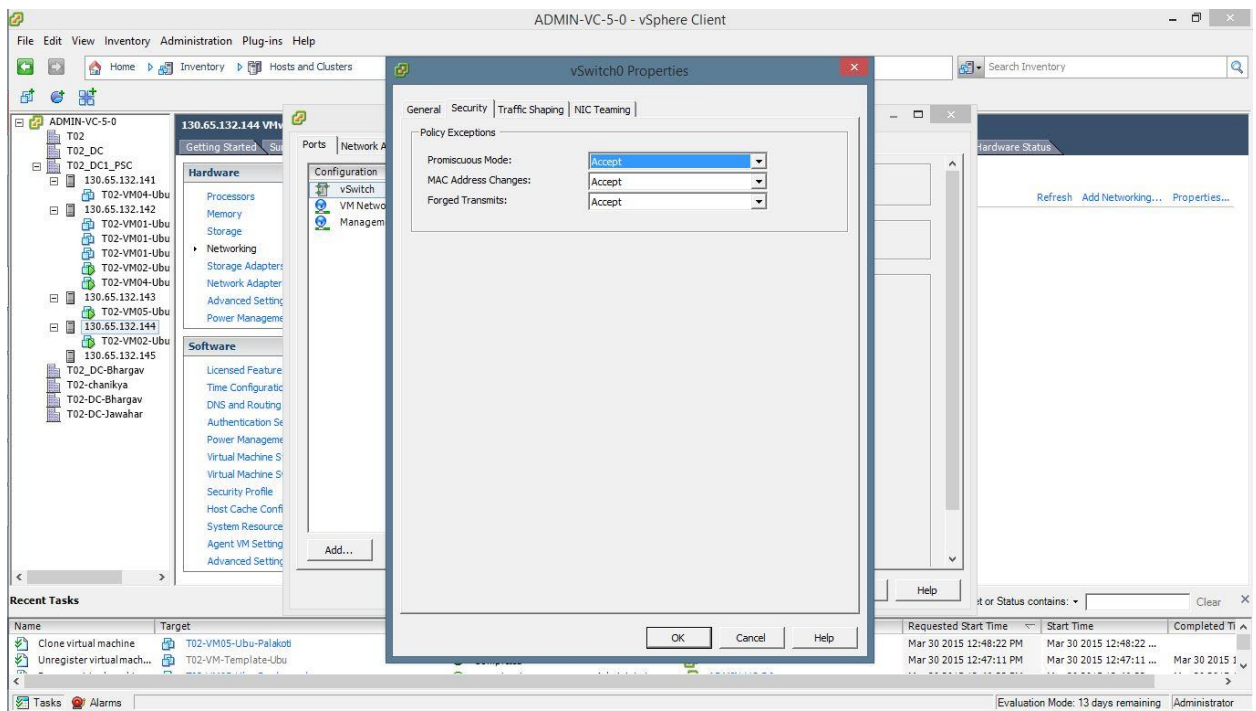 ADMIN-VC-5-0 - vSphere Client
File Edit View Inventory Administration Plug-ins Help
Home Inventory Hosts and Clusters
Search Inventory
ADMIN-VC-5-0
T02
T02_DC
T02_DC1_PSC
130.65.132.141
T02-VM04-Ubu
130.65.132.142
T02-VM01-Ubu
T02-VM01-Ubu
T02-VM01-Ubu
T02-VM02-Ubu
T02-VM04-Ubu
130.65.132.143
T02-VM05-Ubu
130.65.132.144
T02-VM02-Ubu
130.65.132.145
T02_DC-Bhargav
T02-chanikya
T02-DC-Bhargav
T02-DC-Jawahar
130.65.132.144 VMw
Getting Started Su
Hardware
Processors
Memory
Storage
Networking
Storage Adapters
Network Adapter
Advanced Setting
Power Manageme
Software
Licensed Feature
Time Configuratio
DNS and Routing
Authentication Se
Power Manageme
Virtual Machine S
Virtual Machine S
Security Profile
Host Cache Confi
System Resource
Agent VM Setting
Advanced Setting
Ports Network A
Configuration
vSwitch
VM Netwo
Managem
Add...
Help
vSwitch0 Properties
General Security Traffic Shaping NIC Teaming
Policy Exceptions
Promiscuous Mode: Accept
MAC Address Changes: Accept
Forged Transmits: Accept
OK Cancel Help
Hardware Status
Refresh Add Networking... Properties...
Recent Tasks
et or Status contains: Clear
Name Target Requested Start Time Start Time Completed Ti
Clone virtual machine T02-VM05-Ubu-Palakoti Mar 30 2015 12:48:22 PM Mar 30 2015 12:48:22 ...
Unregister virtual mach... T02-VM-Template-Ubu Mar 30 2015 12:47:11 PM Mar 30 2015 12:47:11 ... Mar 30 2015 1
Tasks Alarms
Evaluation Mode: 13 days remaining Administrator